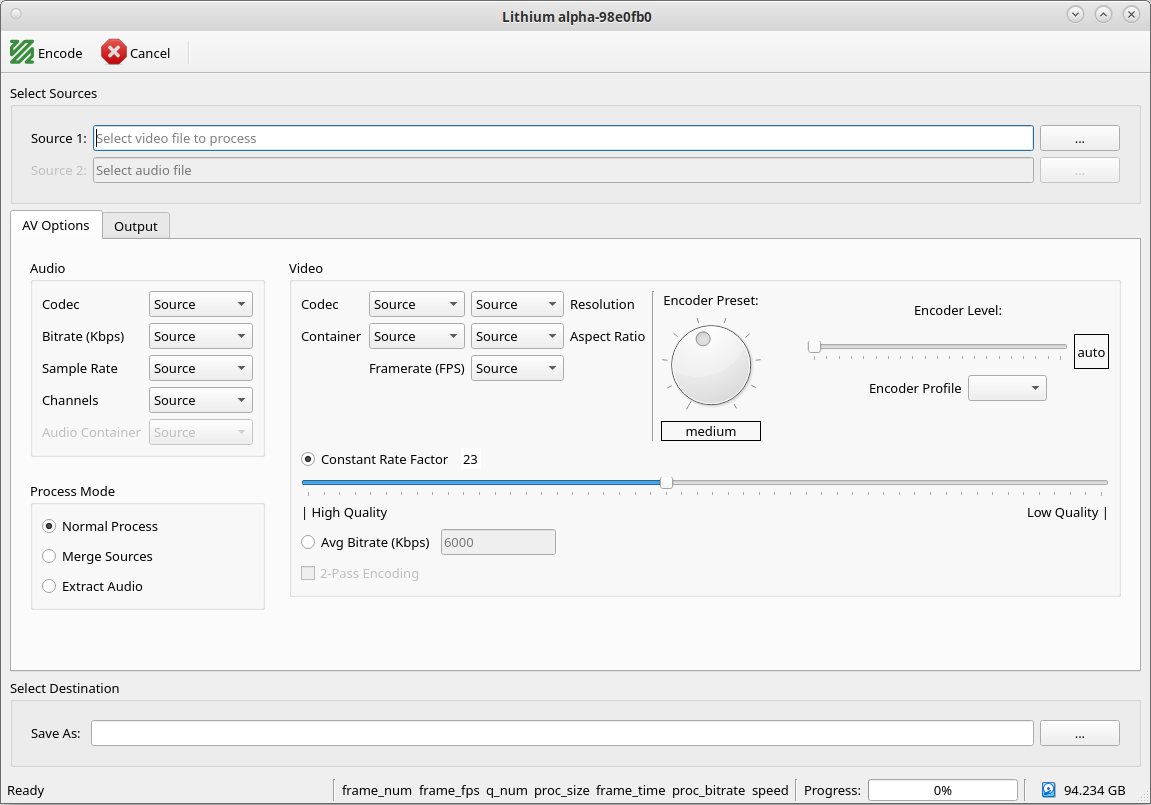 Lithium alpha-98e0fb0
Encode Cancel
Select Sources
Source 1: Select video file to process ...
Source 2: Select audio file ...
AV Options Output
Audio
Codec Source
Bitrate (Kbps) Source
Sample Rate Source
Channels Source
Audio Container Source
Process Mode
Normal Process
Merge Sources
Extract Audio
Video
Codec Source Source Resolution
Container Source Source Aspect Ratio
Framerate (FPS) Source
Encoder Preset:
medium
Encoder Level:
auto
Encoder Profile
Constant Rate Factor 23
| High Quality Low Quality |
Avg Bitrate (Kbps) 6000
2-Pass Encoding
Select Destination
Save As: ...
Ready frame_num frame_fps q_num proc_size frame_time proc_bitrate speed Progress: 0% 94.234 GB